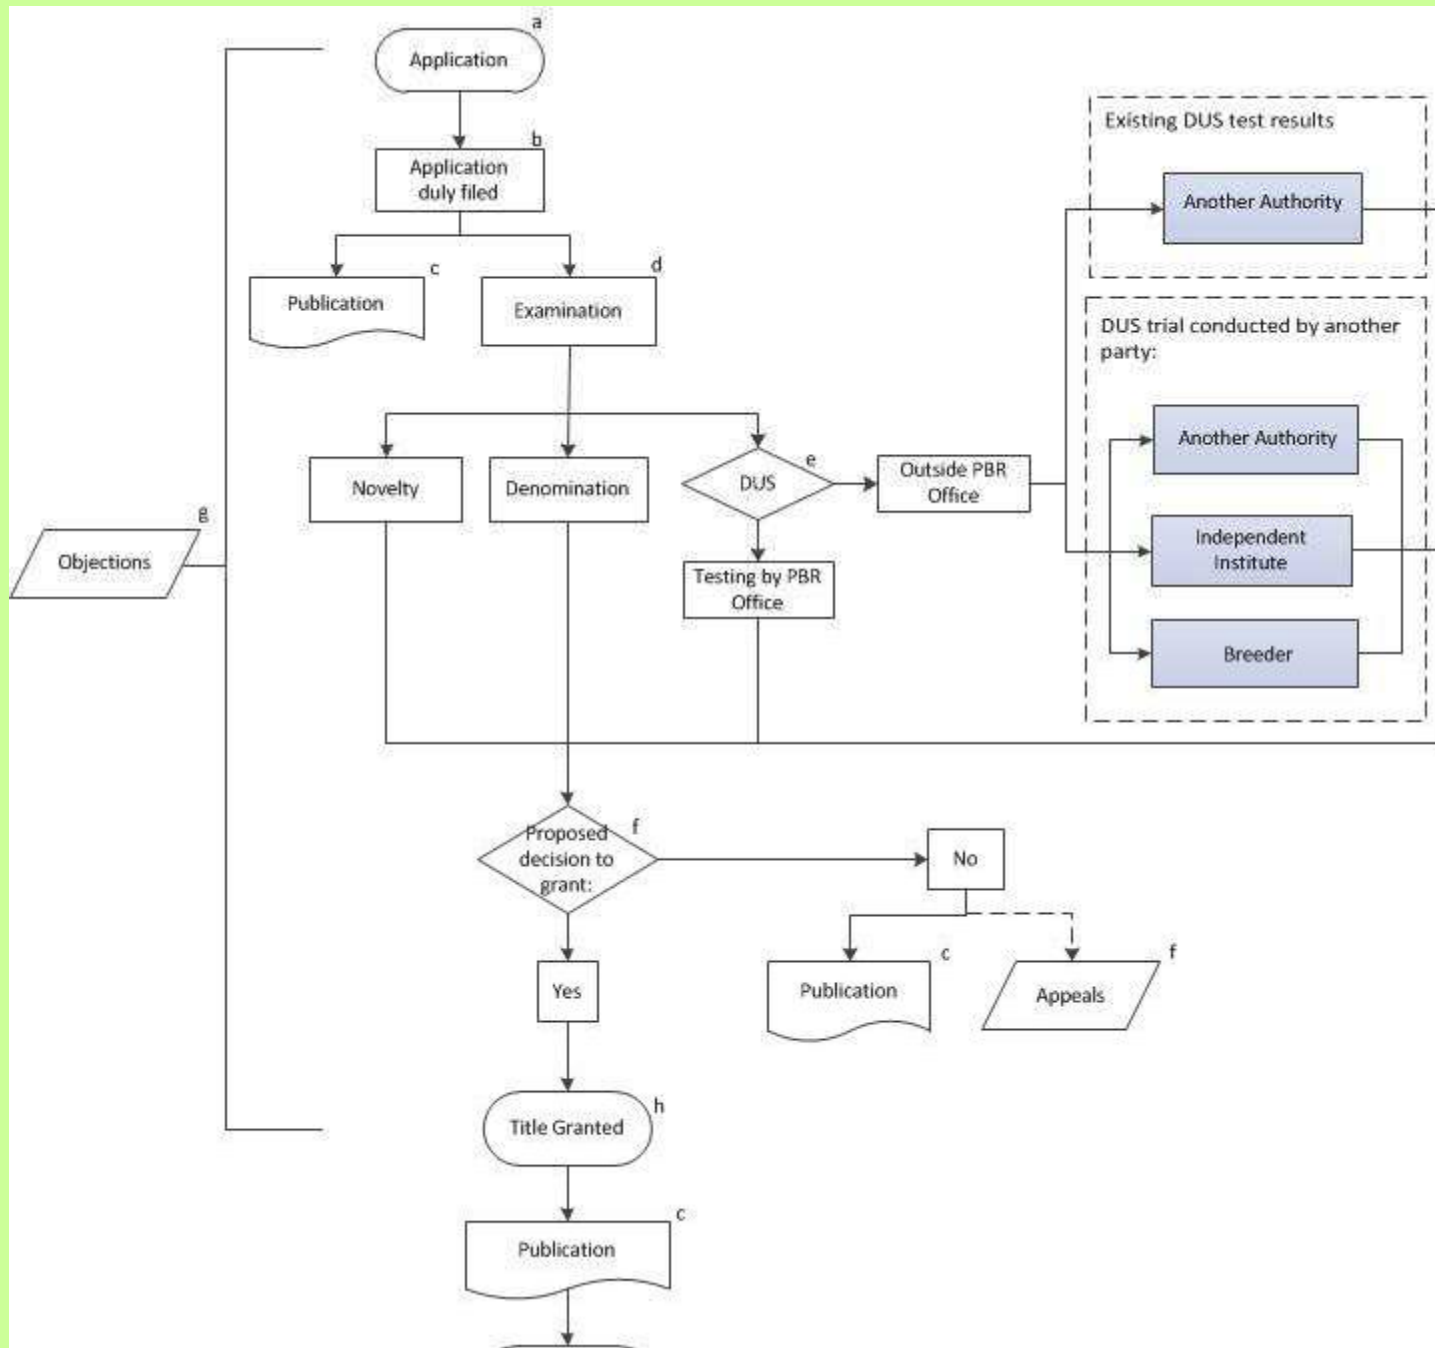 a
Application
b
Application
duly filed
c
Publication
d
Examination
Existing DUS test results
Another Authority
DUS trial conducted by another
party:
Another Authority
Independent
Institute
Breeder
Novelty
Denomination
e
DUS
Outside PBR
Office
Testing by PBR
Office
g
Objections
f
Proposed
decision to
grant:
No
Yes
c
Publication
f
Appeals
h
Title Granted
c
Publication